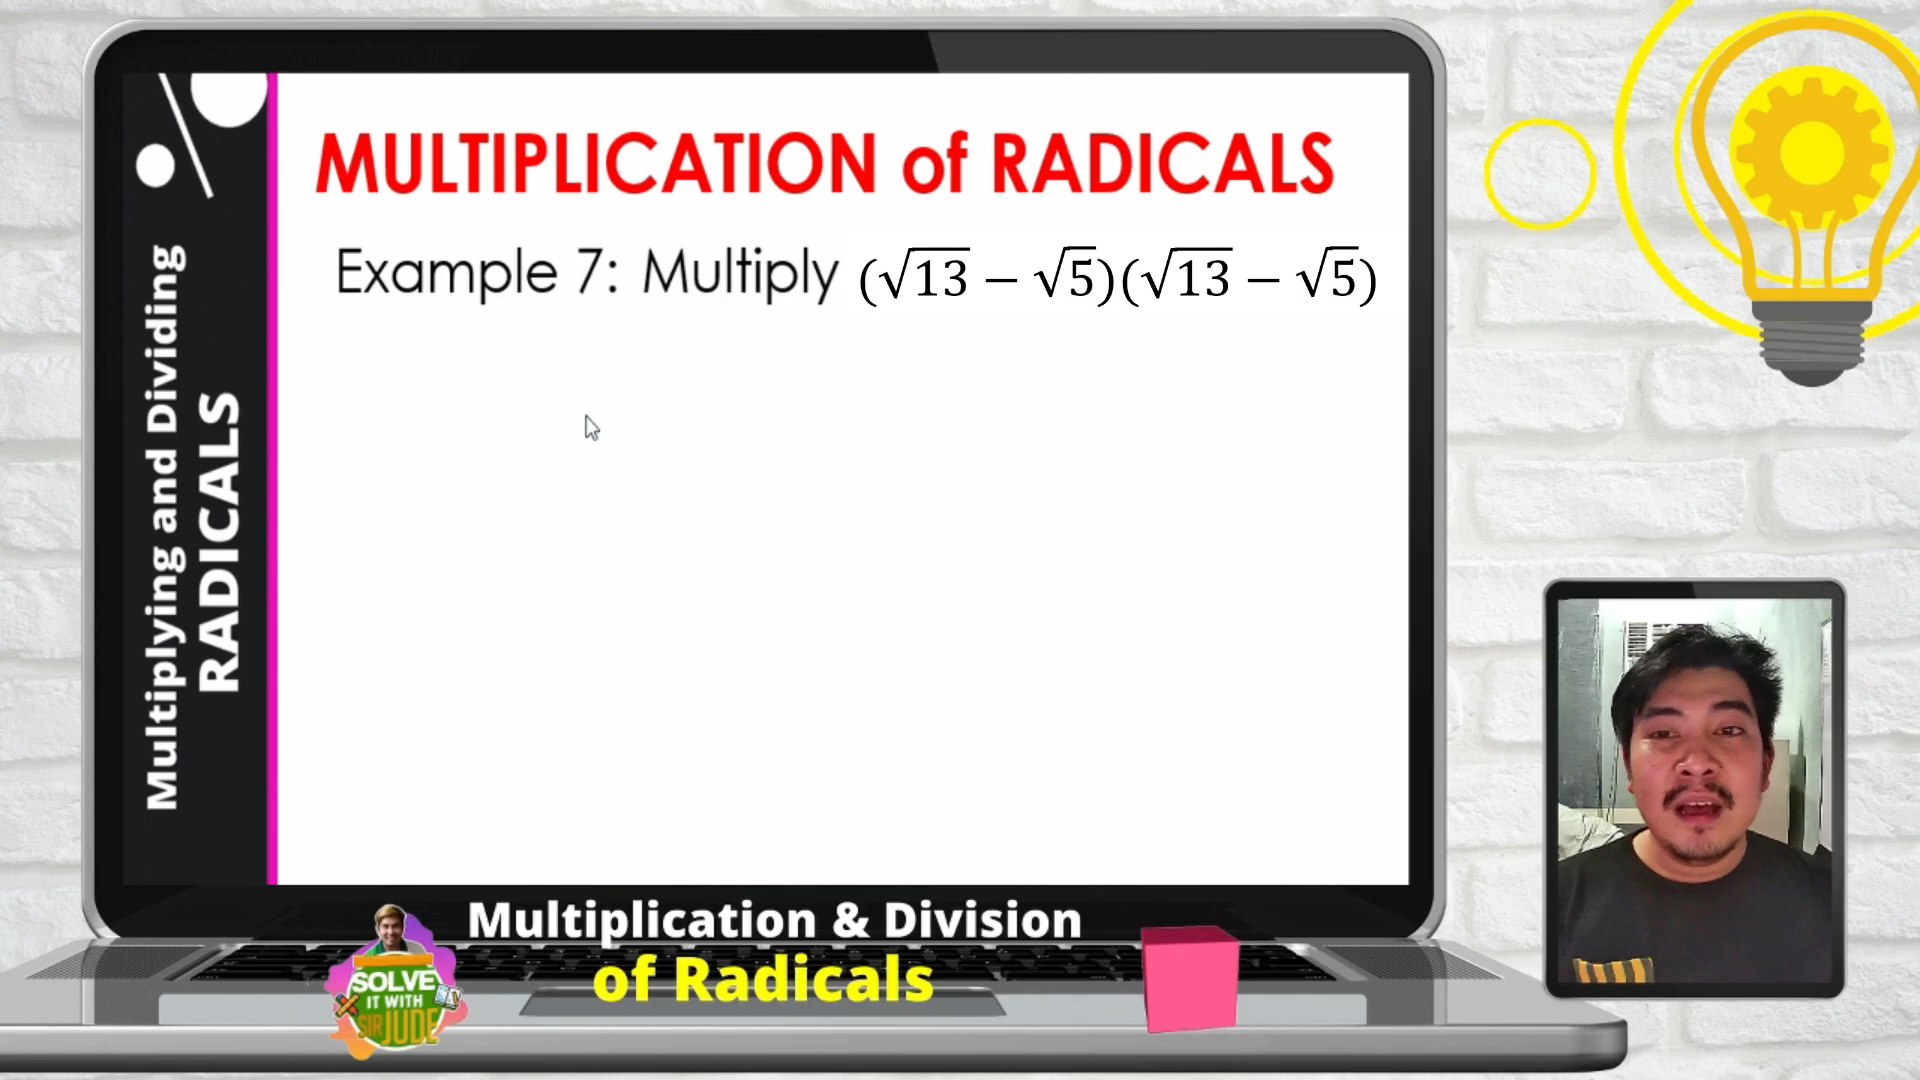 MULTIPLICATION of RADICALS
Example 7: Multiply (√13 − √5)(√13 − √5)
Multiplying and Dividing
RADICALS
Multiplication & Division
of Radicals
SOLVE
IT WITH
SIR JUDE